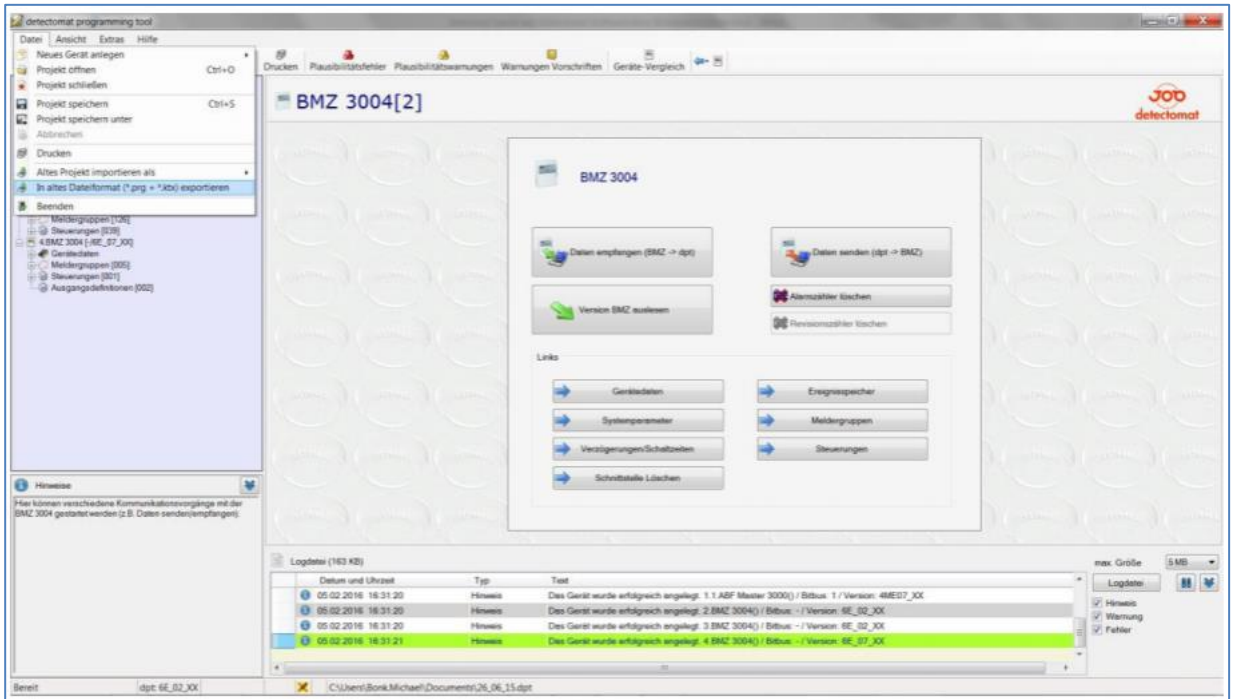 detectomat programming tool
Datei Ansicht Extras Hilfe
Neues Gerät anlegen
Projekt öffnen Ctrl+O
Projekt schließen
Projekt speichern Ctrl+S
Projekt speichern unter
Abbrechen
Drucken
Altes Projekt importieren als
In altes Dateiformat (*.prg + *.ktx) exportieren
Beenden
Drucken Plausibilitätsfehler Plausibilitätswarnungen Warnungen Vorschriften Geräte-Vergleich
Meldergruppen [126]
Steuerungen [039]
4.BMZ 3004 [-/6E_07_XX]
Gerätedaten
Meldergruppen [005]
Steuerungen [001]
Ausgangsdefinitionen [002]
BMZ 3004[2]
JOB
detectomat
BMZ 3004
Daten empfangen (BMZ -> dpt)
Daten senden (dpt -> BMZ)
Version BMZ auslesen
Alarmzähler löschen
Revisionszähler löschen
Links
Gerätedaten
Ereignisspeicher
Systemparameter
Meldergruppen
Verzögerungen/Schaltzeiten
Steuerungen
Schnittstelle Löschen
Hinweise
Hier können verschiedene Kommunikationsvorgänge mit der
BMZ 3004 gestartet werden (z.B. Daten senden/empfangen).
Logdatei (163 KB)
max. Größe 5 MB
Datum und Uhrzeit Typ Text
05.02.2016 16:31:20 Hinweis Das Gerät wurde erfolgreich angelegt. 1.1.ABF Master 3000() / Bitbus: 1 / Version: 4ME07_XX
05.02.2016 16:31:20 Hinweis Das Gerät wurde erfolgreich angelegt. 2.BMZ 3004() / Bitbus: - / Version: 6E_02_XX
05.02.2016 16:31:20 Hinweis Das Gerät wurde erfolgreich angelegt. 3.BMZ 3004() / Bitbus: - / Version: 6E_02_XX
05.02.2016 16:31:21 Hinweis Das Gerät wurde erfolgreich angelegt. 4.BMZ 3004() / Bitbus: - / Version: 6E_07_XX
Logdatei
Hinweis
Warnung
Fehler
Bereit dpt: 6E_02_XX C:\Users\Bonk.Michael\Documents\26_06_15.dpt